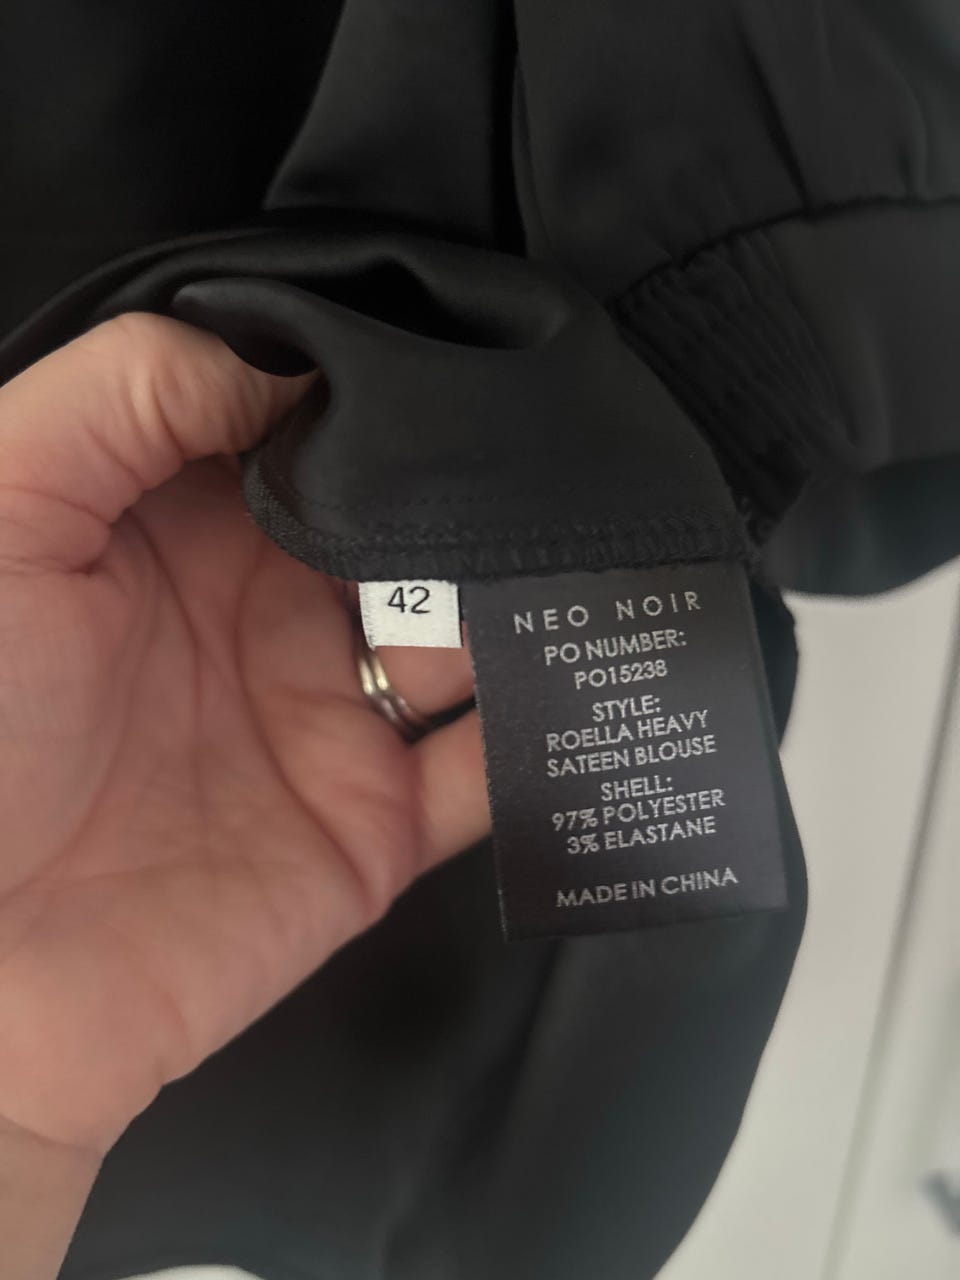 42
NEO NOIR
PO NUMBER:
PO15238
STYLE:
ROELLA HEAVY
SATEEN BLOUSE
SHELL:
97% POLYESTER
3% ELASTANE
MADE IN CHINA